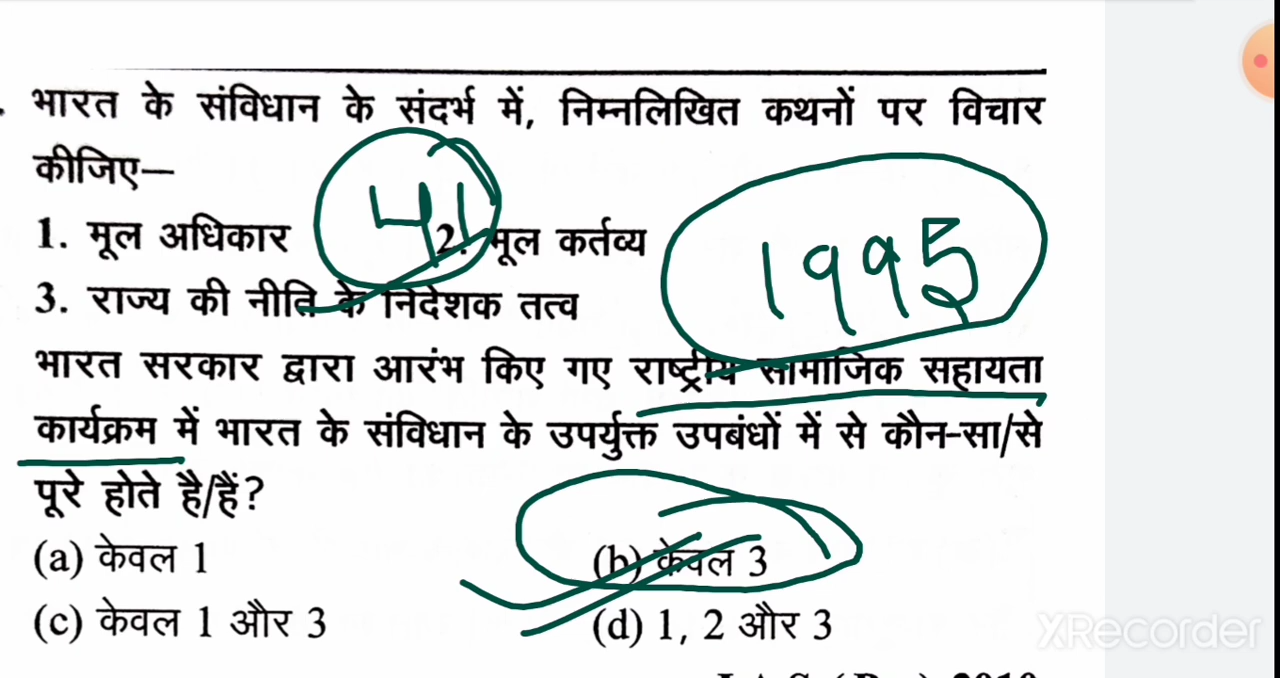 भारत के संविधान के संदर्भ में, निम्नलिखित कथनों पर विचार
कीजिए—
1. मूल अधिकार 41 2. मूल कर्तव्य 1995
3. राज्य की नीति के निदेशक तत्व
भारत सरकार द्वारा आरंभ किए गए राष्ट्रीय सामाजिक सहायता
कार्यक्रम में भारत के संविधान के उपर्युक्त उपबंधों में से कौन-सा/से
पूरे होते है/हैं?
(a) केवल 1 (b) केवल 3
(c) केवल 1 और 3 (d) 1, 2 और 3
XRecorder